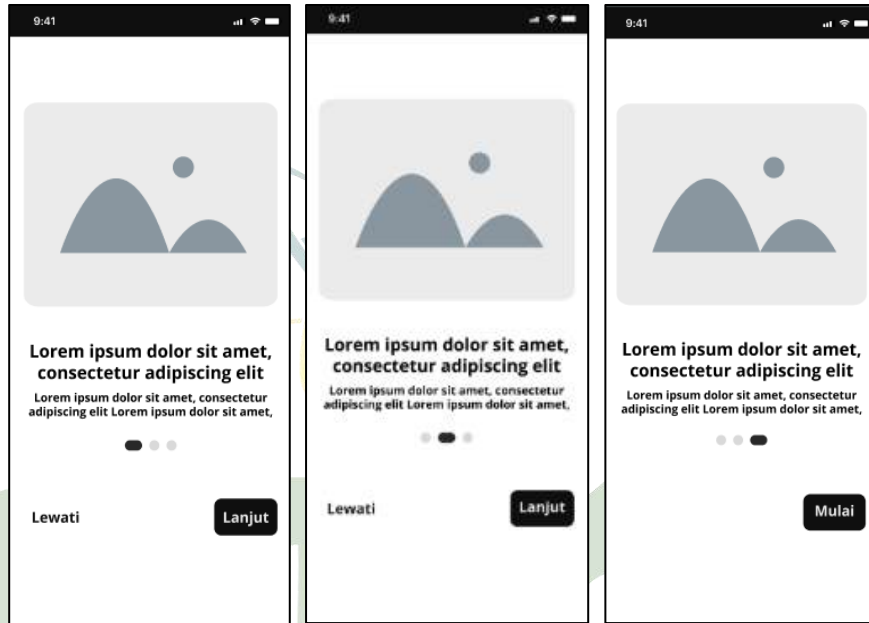 9:41
Lorem ipsum dolor sit amet,
consectetur adipiscing elit
Lorem ipsum dolor sit amet, consectetur
adipiscing elit Lorem ipsum dolor sit amet,
Lewati
Lanjut
9:41
Lorem ipsum dolor sit amet,
consectetur adipiscing elit
Lorem ipsum dolor sit amet, consectetur
adipiscing elit Lorem ipsum dolor sit amet,
Lewati
Lanjut
9:41
Lorem ipsum dolor sit amet,
consectetur adipiscing elit
Lorem ipsum dolor sit amet, consectetur
adipiscing elit Lorem ipsum dolor sit amet,
Mulai